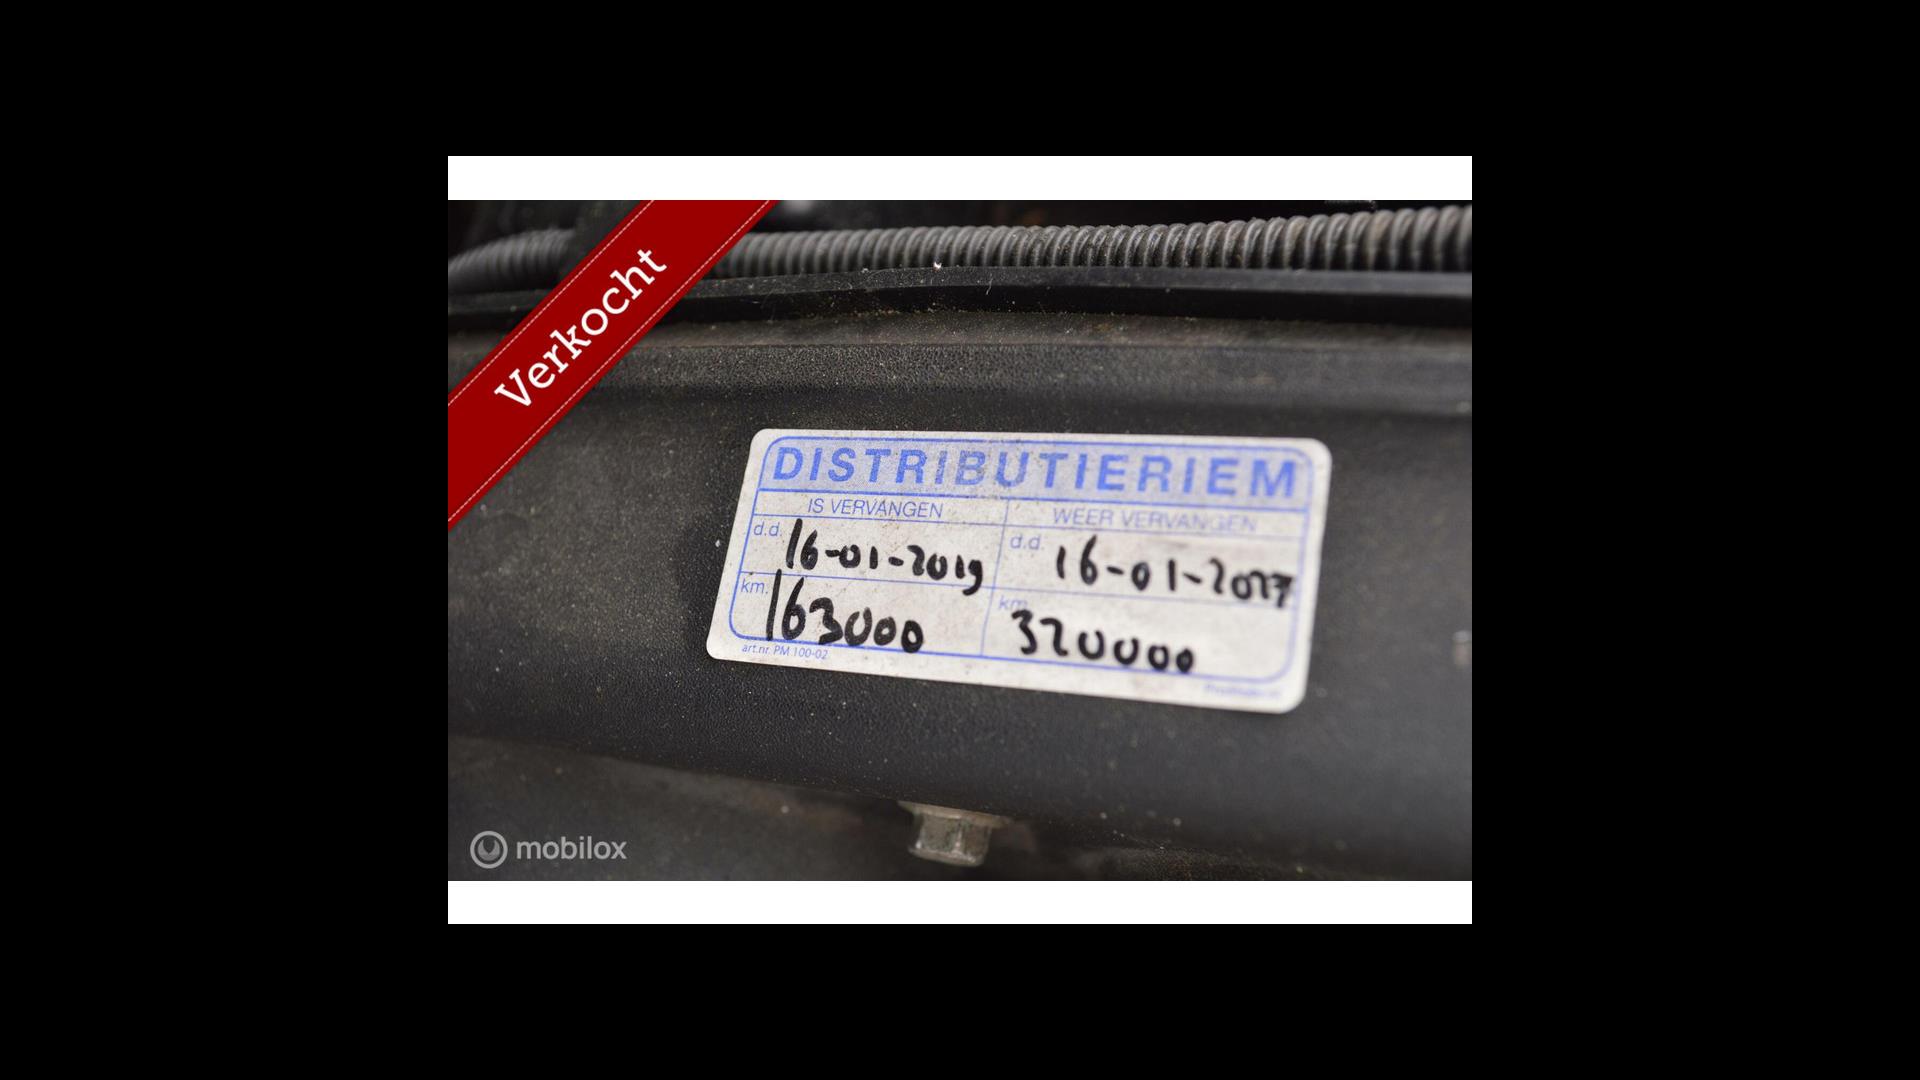 Verkocht
DISTRIBUTIERIEM
IS VERVANGEN
WEER VERVANGEN
d.d. 16-01-2019
d.d. 16-01-2027
km. 163000
km. 320000
art.nr. PM 100-02
mobilox